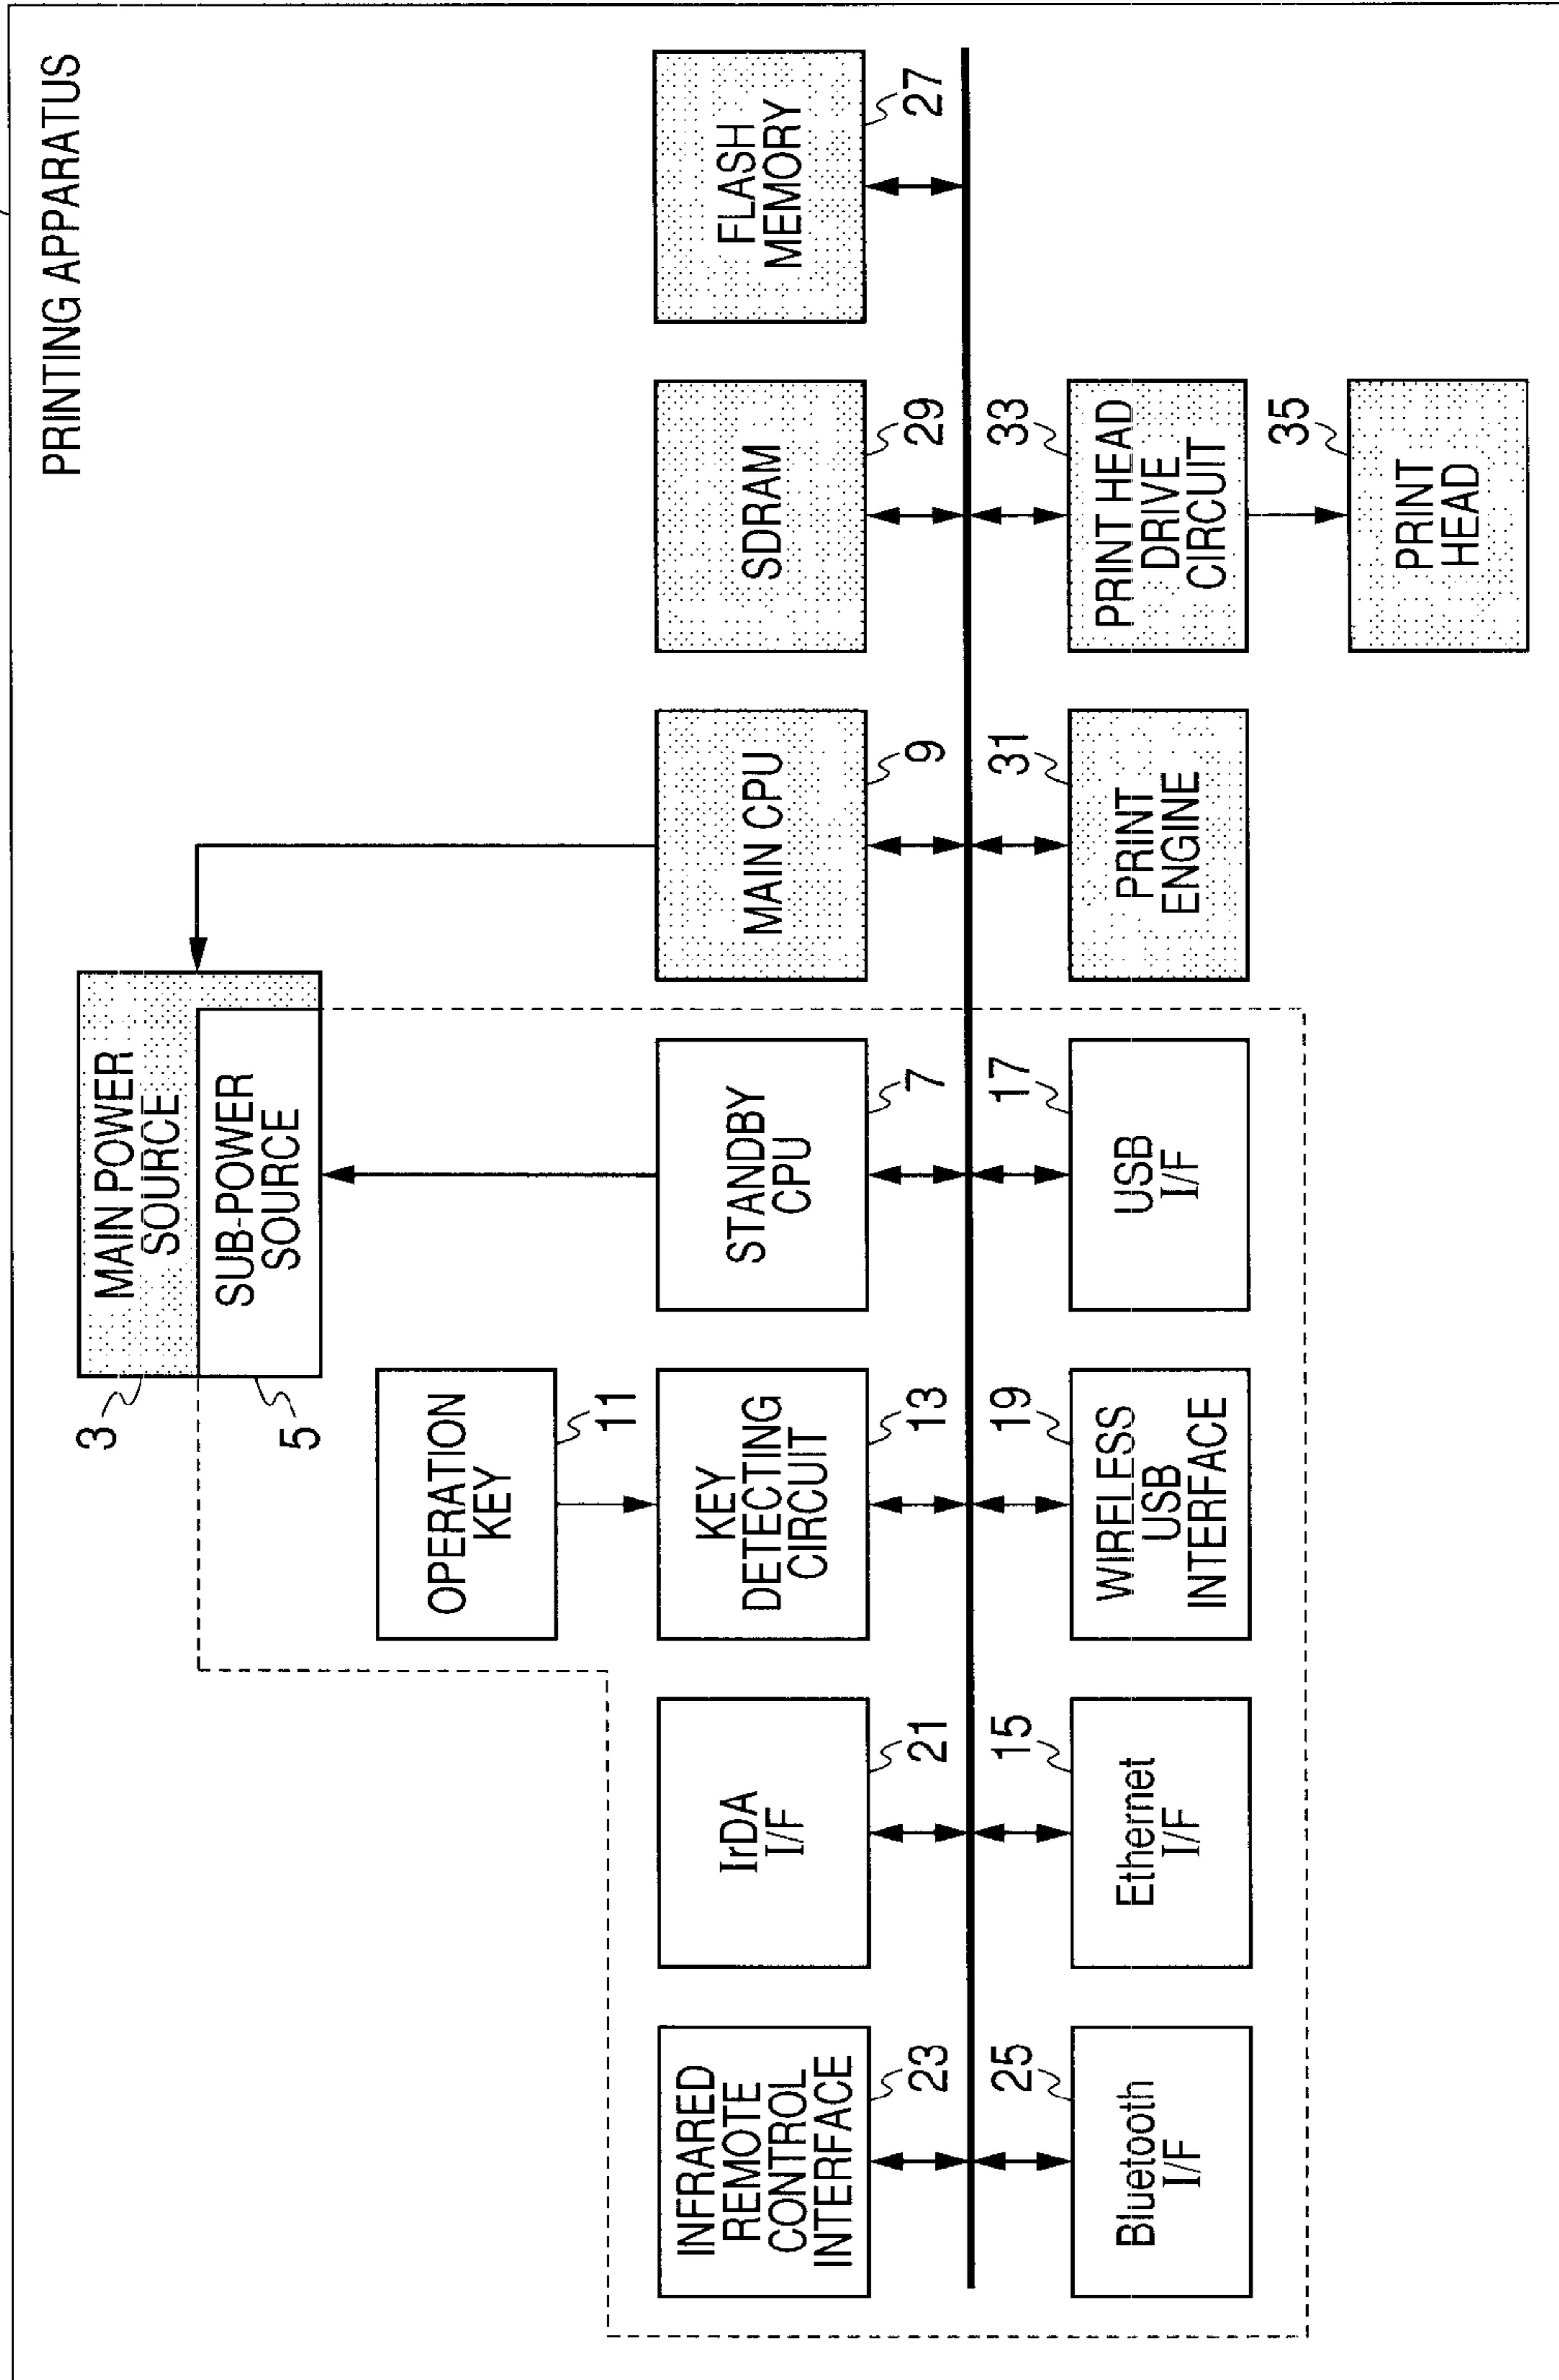 PRINTING APPARATUS
MAIN POWER
SOURCE
3
SUB-POWER
SOURCE
5
OPERATION
KEY
11
INFRARED
REMOTE
CONTROL
INTERFACE
23
IrDA
I/F
21
KEY
DETECTING
CIRCUIT
13
STANDBY
CPU
7
MAIN CPU
9
SDRAM
29
FLASH
MEMORY
27
Bluetooth
I/F
25
Ethernet
I/F
15
WIRELESS
USB
INTERFACE
19
USB
I/F
17
PRINT
ENGINE
31
PRINT HEAD
DRIVE
CIRCUIT
33
PRINT
HEAD
35